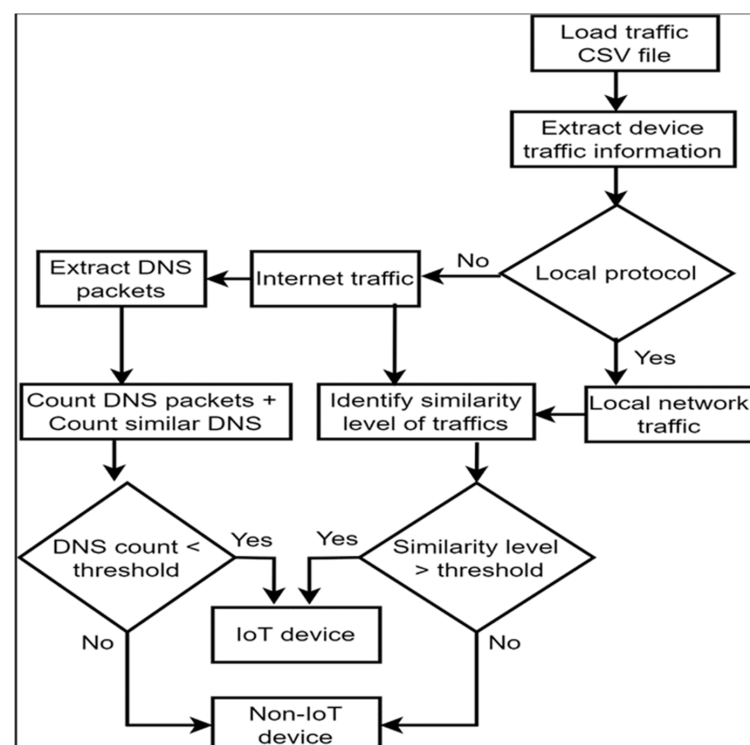 Load traffic
CSV file
Extract device
traffic information
Local protocol
No
Internet traffic
Extract DNS
packets
Yes
Count DNS packets +
Count similar DNS
Identify similarity
level of traffics
Local network
traffic
DNS count <
threshold
Yes
Yes
Similarity level
> threshold
IoT device
No
No
Non-IoT
device